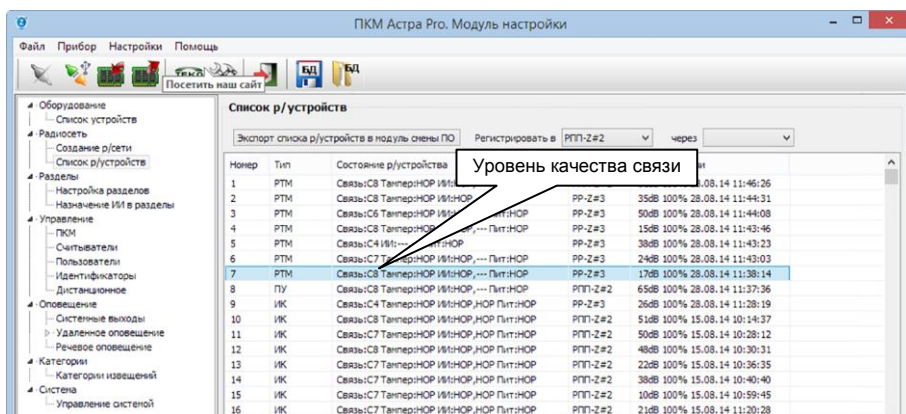 ПКМ Астра Pro. Модуль настройки
Файл Прибор Настройки Помощь
ТЕКО БД БД
Посетить наш сайт
Оборудование
Список устройств
Радиосеть
Создание р/сети
Список р/устройств
Разделы
Настройка разделов
Назначение ИИ в разделы
Управление
ПКМ
Считыватели
Пользователи
Идентификаторы
Дистанционное
Оповещение
Системные выходы
Удаленное оповещение
Речевое оповещение
Категории
Категории извещений
Система
Управление системой
Список р/устройств
Экспорт списка р/устройств в модуль смены ПО Регистрировать в РПП-Z#2 через
Номер Тип Состояние р/устройства
Уровень качества связи
1 РТМ Связь:С8 Тампер:НОР ИИ:НОР, .08.14 11:46:26
2 РТМ Связь:С8 Тампер:НОР ИИ:НОР PP-Z#3 35dB 100% 28.08.14 11:44:31
3 РТМ Связь:С6 Тампер:НОР ИИ:НОР Пит:НОР PP-Z#3 50dB 100% 28.08.14 11:44:08
4 РТМ Связь:С8 Тампер:НОР ,--- Пит:НОР PP-Z#3 15dB 100% 28.08.14 11:43:46
5 РТМ Связь:С4 ИИ:--- :НОР PP-Z#3 38dB 100% 28.08.14 11:43:23
6 РТМ Связь:С7 Тампер:НОР ИИ:НОР,--- Пит:НОР PP-Z#3 24dB 100% 28.08.14 11:43:03
7 РТМ Связь:С8 Тампер:НОР ИИ:НОР,--- Пит:НОР PP-Z#3 17dB 100% 28.08.14 11:38:14
8 ПУ Связь:С8 Тампер:НОР ИИ:НОР,--- Пит:НОР РПП-Z#2 65dB 100% 28.08.14 11:37:36
9 ИК Связь:С4 Тампер:НОР ИИ:НОР,НОР Пит:НОР PP-Z#3 26dB 100% 28.08.14 11:28:19
10 ИК Связь:С8 Тампер:НОР ИИ:НОР,НОР Пит:НОР РПП-Z#2 51dB 100% 15.08.14 10:14:37
11 ИК Связь:С7 Тампер:НОР ИИ:НОР,НОР Пит:НОР РПП-Z#2 50dB 100% 15.08.14 10:28:12
12 ИК Связь:С8 Тампер:НОР ИИ:НОР,НОР Пит:НОР РПП-Z#2 48dB 100% 15.08.14 10:30:31
13 ИК Связь:С7 Тампер:НОР ИИ:НОР,НОР Пит:НОР РПП-Z#2 22dB 100% 15.08.14 10:36:35
14 ИК Связь:С7 Тампер:НОР ИИ:НОР,НОР Пит:НОР РПП-Z#2 38dB 100% 15.08.14 10:40:40
15 ИК Связь:С7 Тампер:НОР ИИ:НОР,НОР Пит:НОР РПП-Z#2 10dB 100% 15.08.14 10:59:45
16 ИК Связь:С7 Тампер:НОР ИИ:НОР,НОР Пит:НОР РПП-Z#2 21dB 100% 15.08.14 11:20:28